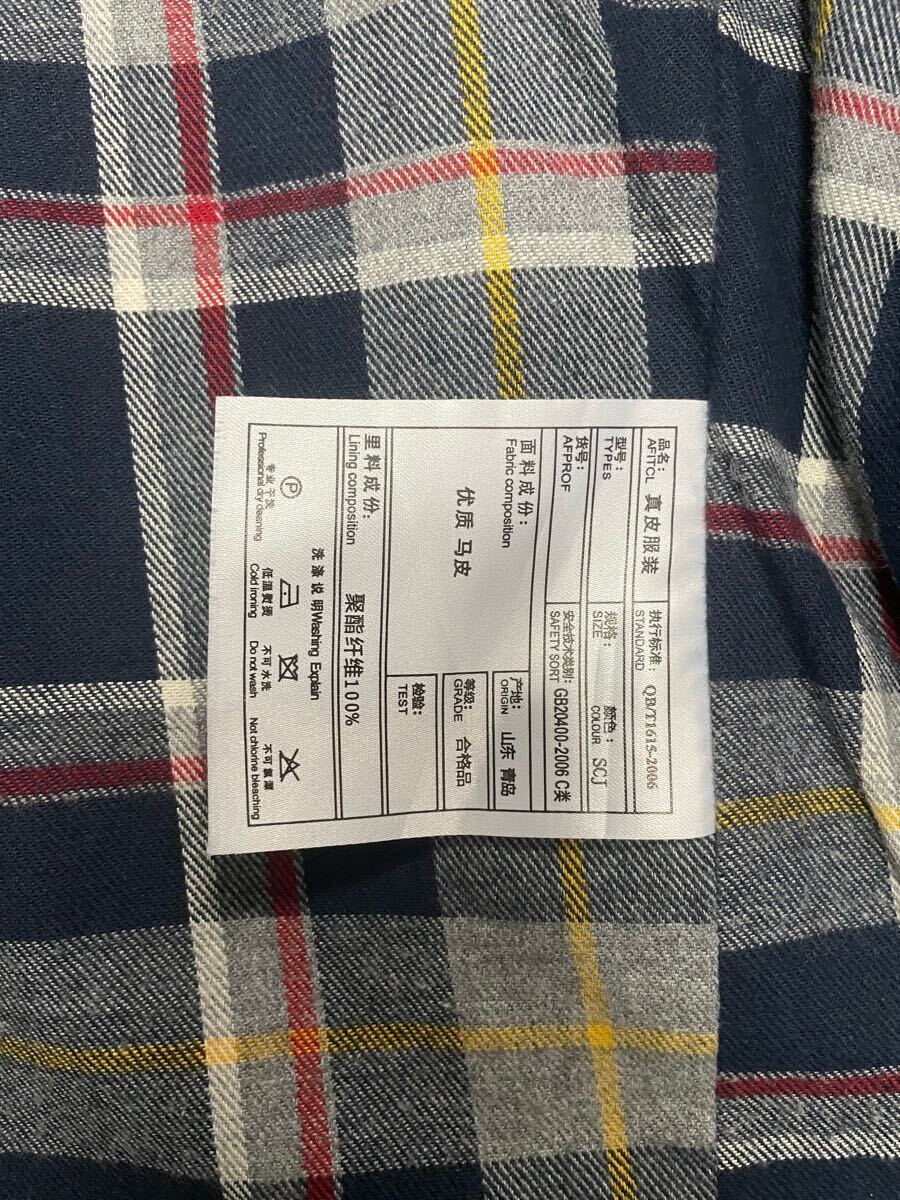 品名: 真皮服装 执行标准: QB/T1615-2006
AFITCL STANDARD
型号: 规格: 颜色: SCJ
TYPES SIZE COLOUR
货号: 安全技术类别: GB20400-2006 C类
AFPROF SAFETY SORT
面料成份:
Fabric composition
优质 马皮
产地: 山东 青岛
ORIGIN
等级: 合格品
GRADE
检验:
TEST
里料成份: 聚酯纤维100%
Lining composition
洗涤说明Washing Explain
P
专业干洗 低温熨烫 不可水洗 不可氯漂
Professional dry cleaning Cold ironing Do not wash Not chlorine bleaching